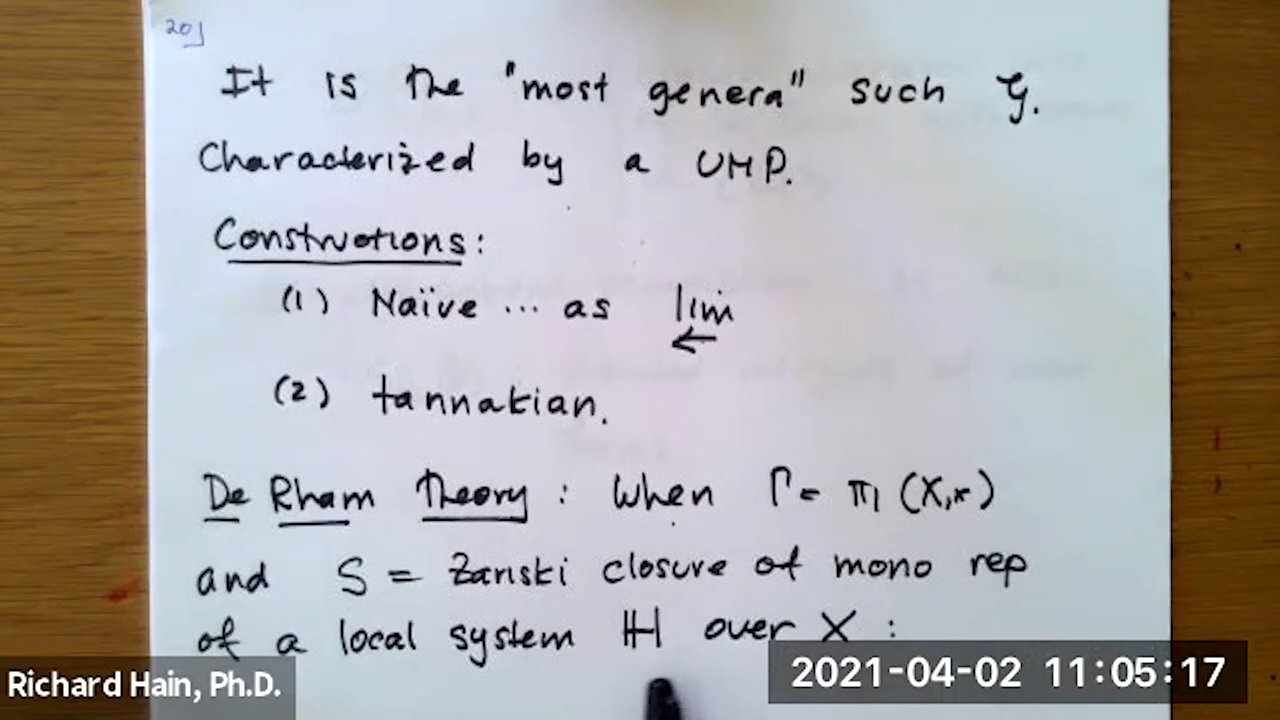 20]
It is the "most genera" such G.
Characterized by a UMP.
Constructions:
(1) Naïve ... as lim ←
(2) tannakian.
De Rham Theory: When Γ = π1 (X,x)
and S = Zariski closure of mono rep
of a local system ℍ over X :
Richard Hain, Ph.D.
2021-04-02 11:05:17